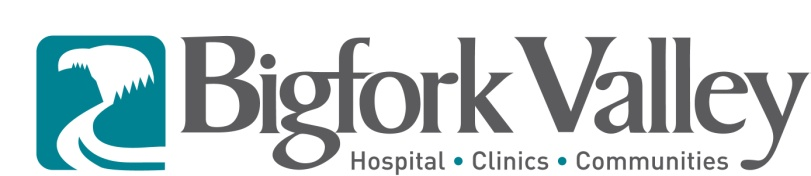 Bigfork Valley
Hospital • Clinics • Communities